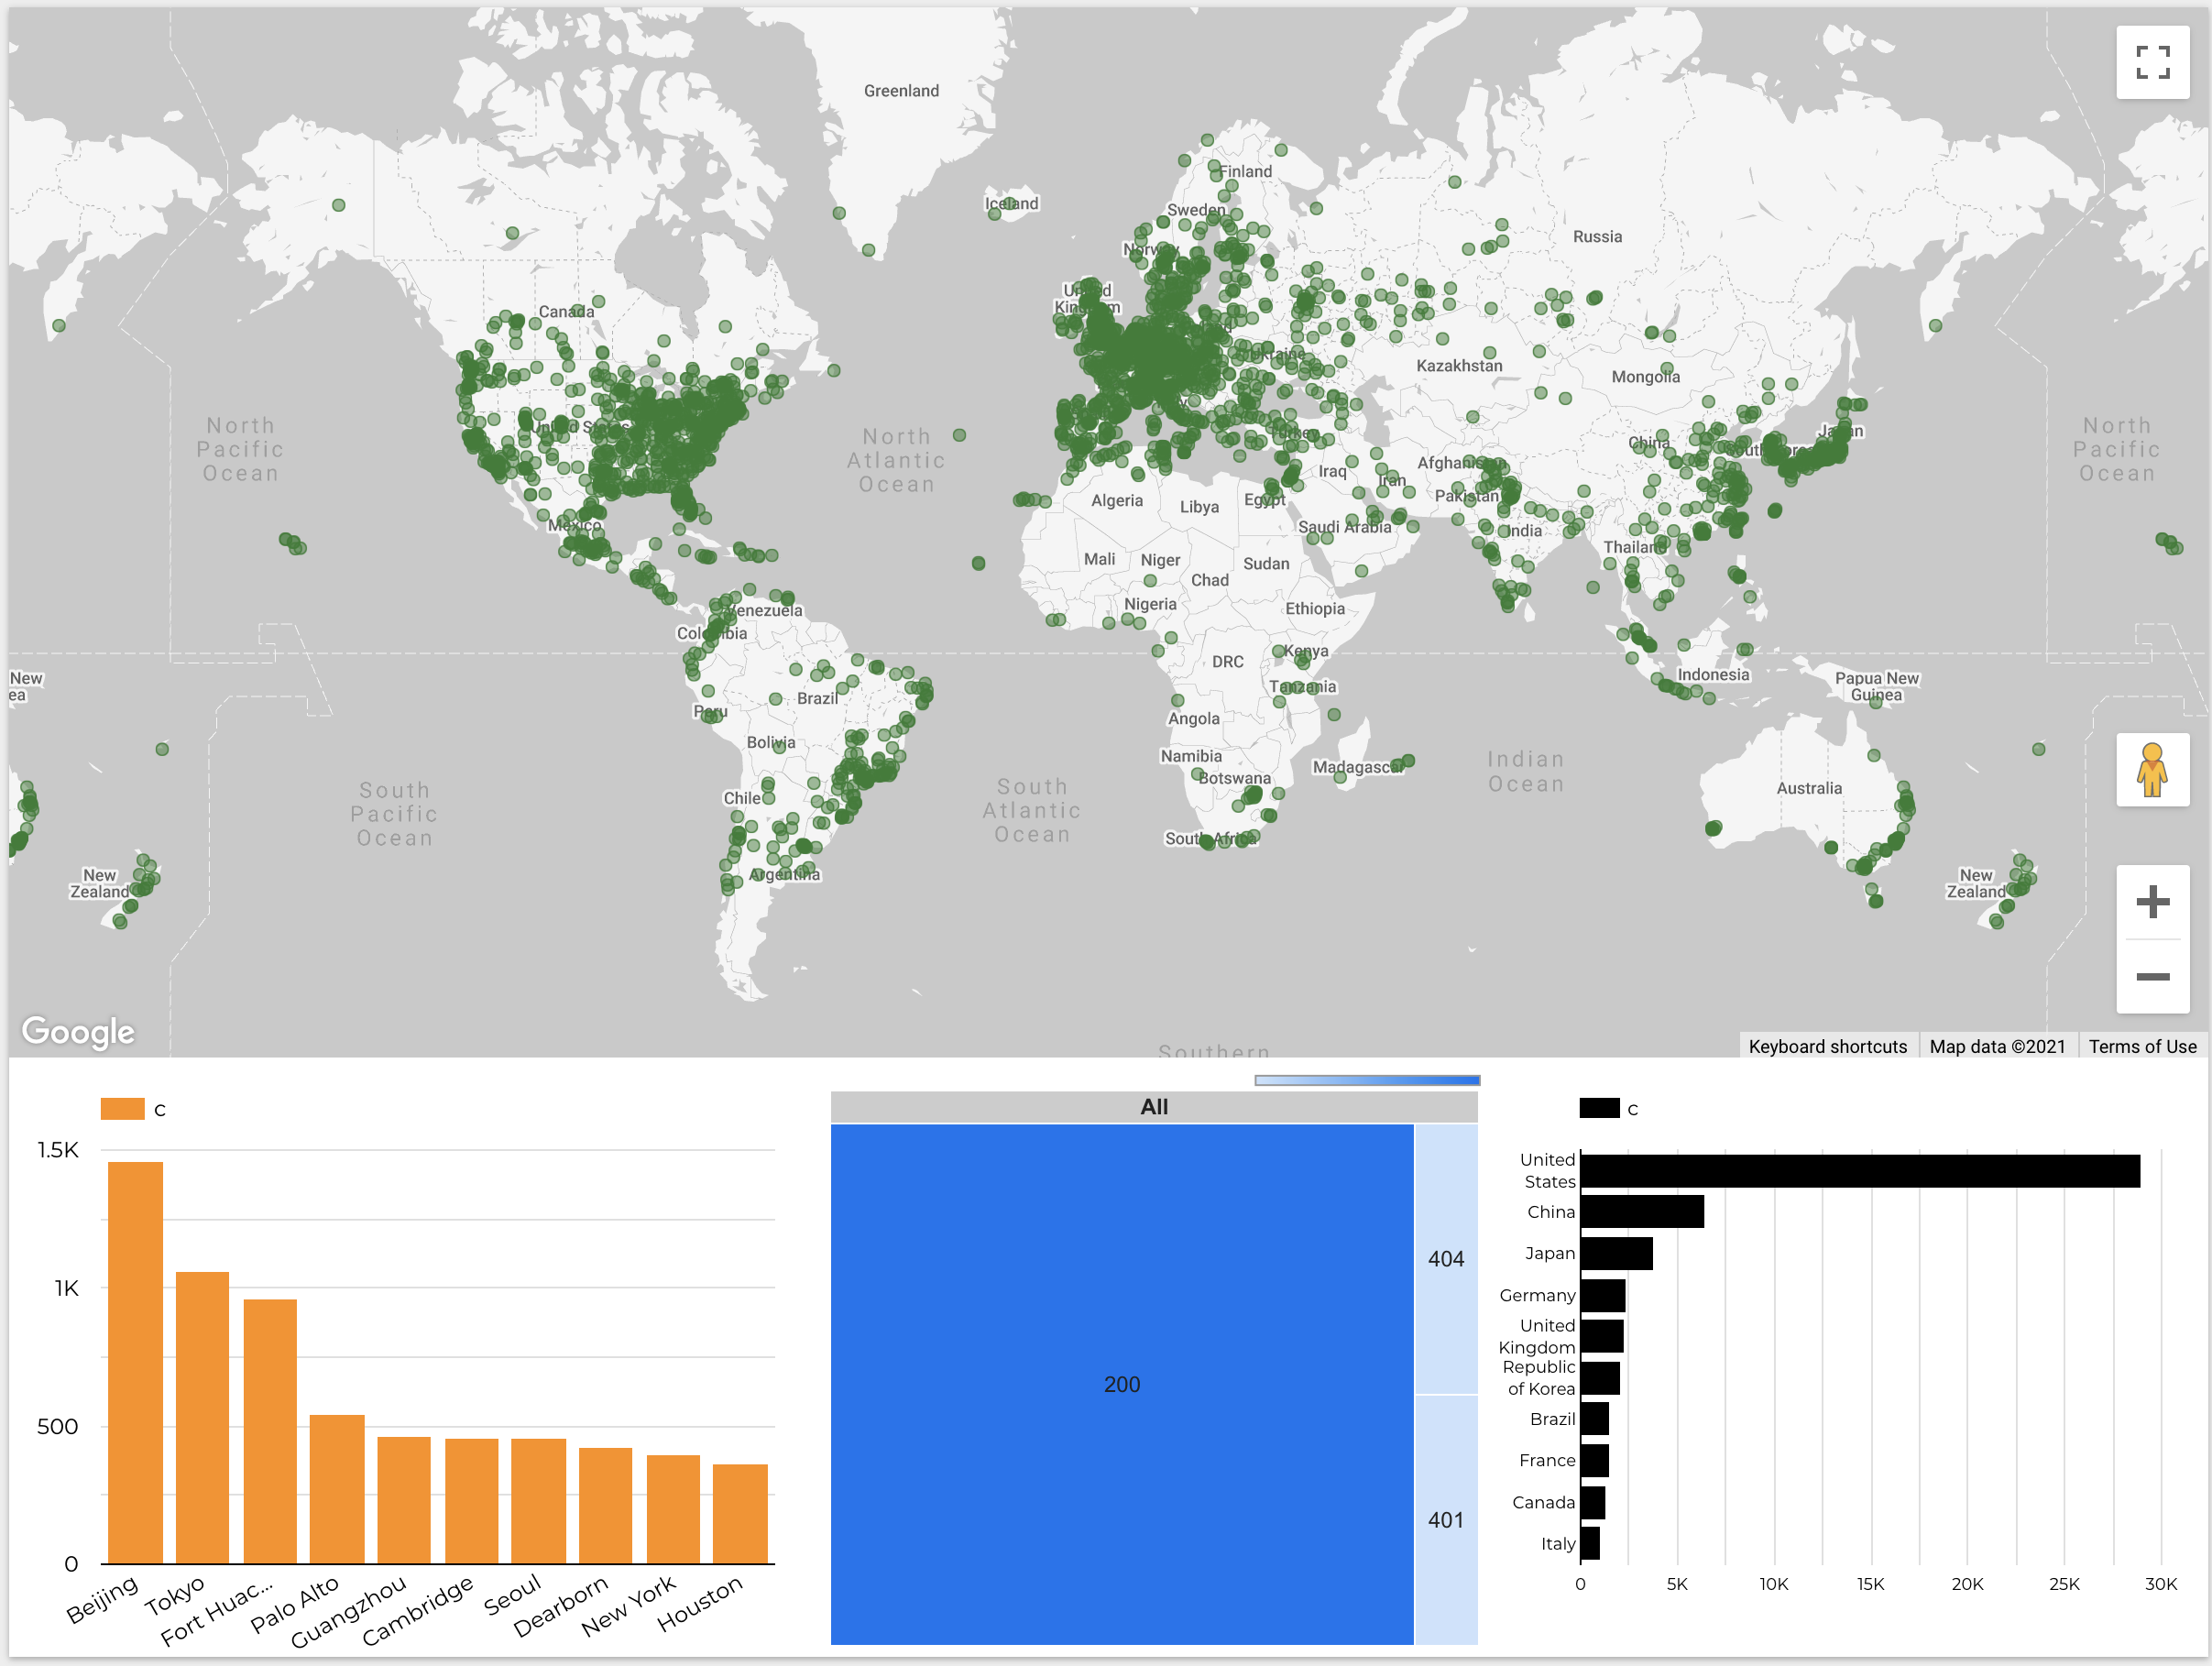 Greenland
Finland
Iceland
Sweden
Russia
Norway
United
Kingdom
Canada
Ukraine
Kazakhstan
Mongolia
North
Pacific
Ocean
North
Atlantic
Ocean
North
Pacific
Ocean
United States
Turkey
China
Japan
South Korea
Afghanistan
Iraq
Iran
Pakistan
Algeria
Libya
Egypt
Mexico
Saudi Arabia
India
Thailand
Mali
Niger
Sudan
Chad
Nigeria
Ethiopia
Venezuela
Colombia
DRC
Kenya
New
ea
Indonesia
Papua New
Guinea
Brazil
Tanzania
Peru
Angola
Bolivia
Namibia
Botswana
Madagascar
Indian
Ocean
South
Pacific
Ocean
Chile
South
Atlantic
Ocean
Australia
South Africa
New
Zealand
Argentina
New
Zealand
Google
Southern
Keyboard shortcuts
Map data ©2021
Terms of Use
C
1.5K
1K
500
0
Beijing
Tokyo
Fort Huac...
Palo Alto
Guangzhou
Cambridge
Seoul
Dearborn
New York
Houston
All
200
404
401
C
United
States
China
Japan
Germany
United
Kingdom
Republic
of Korea
Brazil
France
Canada
Italy
0 5K 10K 15K 20K 25K 30K